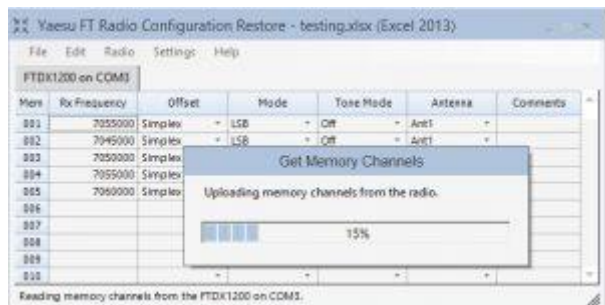 Yaesu FT Radio Configuration Restore - testing.xlsx (Excel 2013)
File Edit Radio Settings Help
FTDX1200 on COM3
Mem Rx Frequency Offset Mode Tone Mode Antenna Comments
001 7055000 Simplex LSB Off Ant1
002 7045000 Simplex LSB Off Ant1
003 7050000 Simplex
004 7055000 Simplex
005 7060000 Simplex
006
007
008
009
010
Get Memory Channels
Uploading memory channels from the radio.
15%
Reading memory channels from the FTDX1200 on COM3.